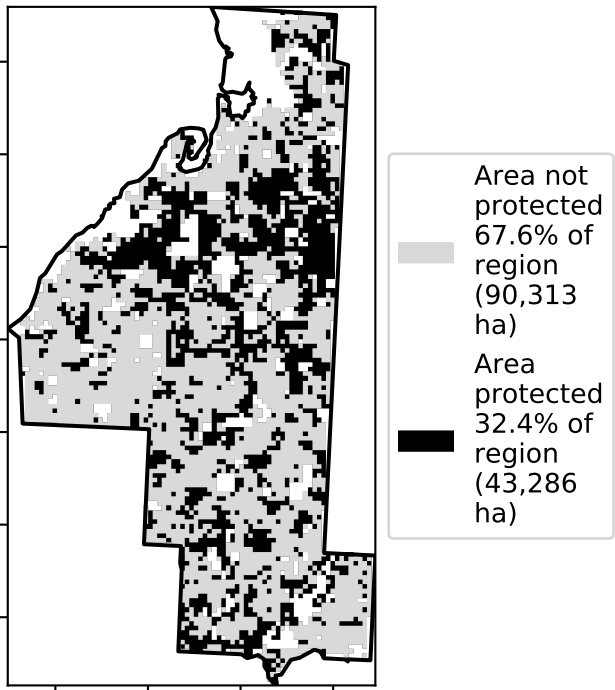 Area not
protected
67.6% of
region
(90,313
ha)
Area
protected
32.4% of
region
(43,286
ha)